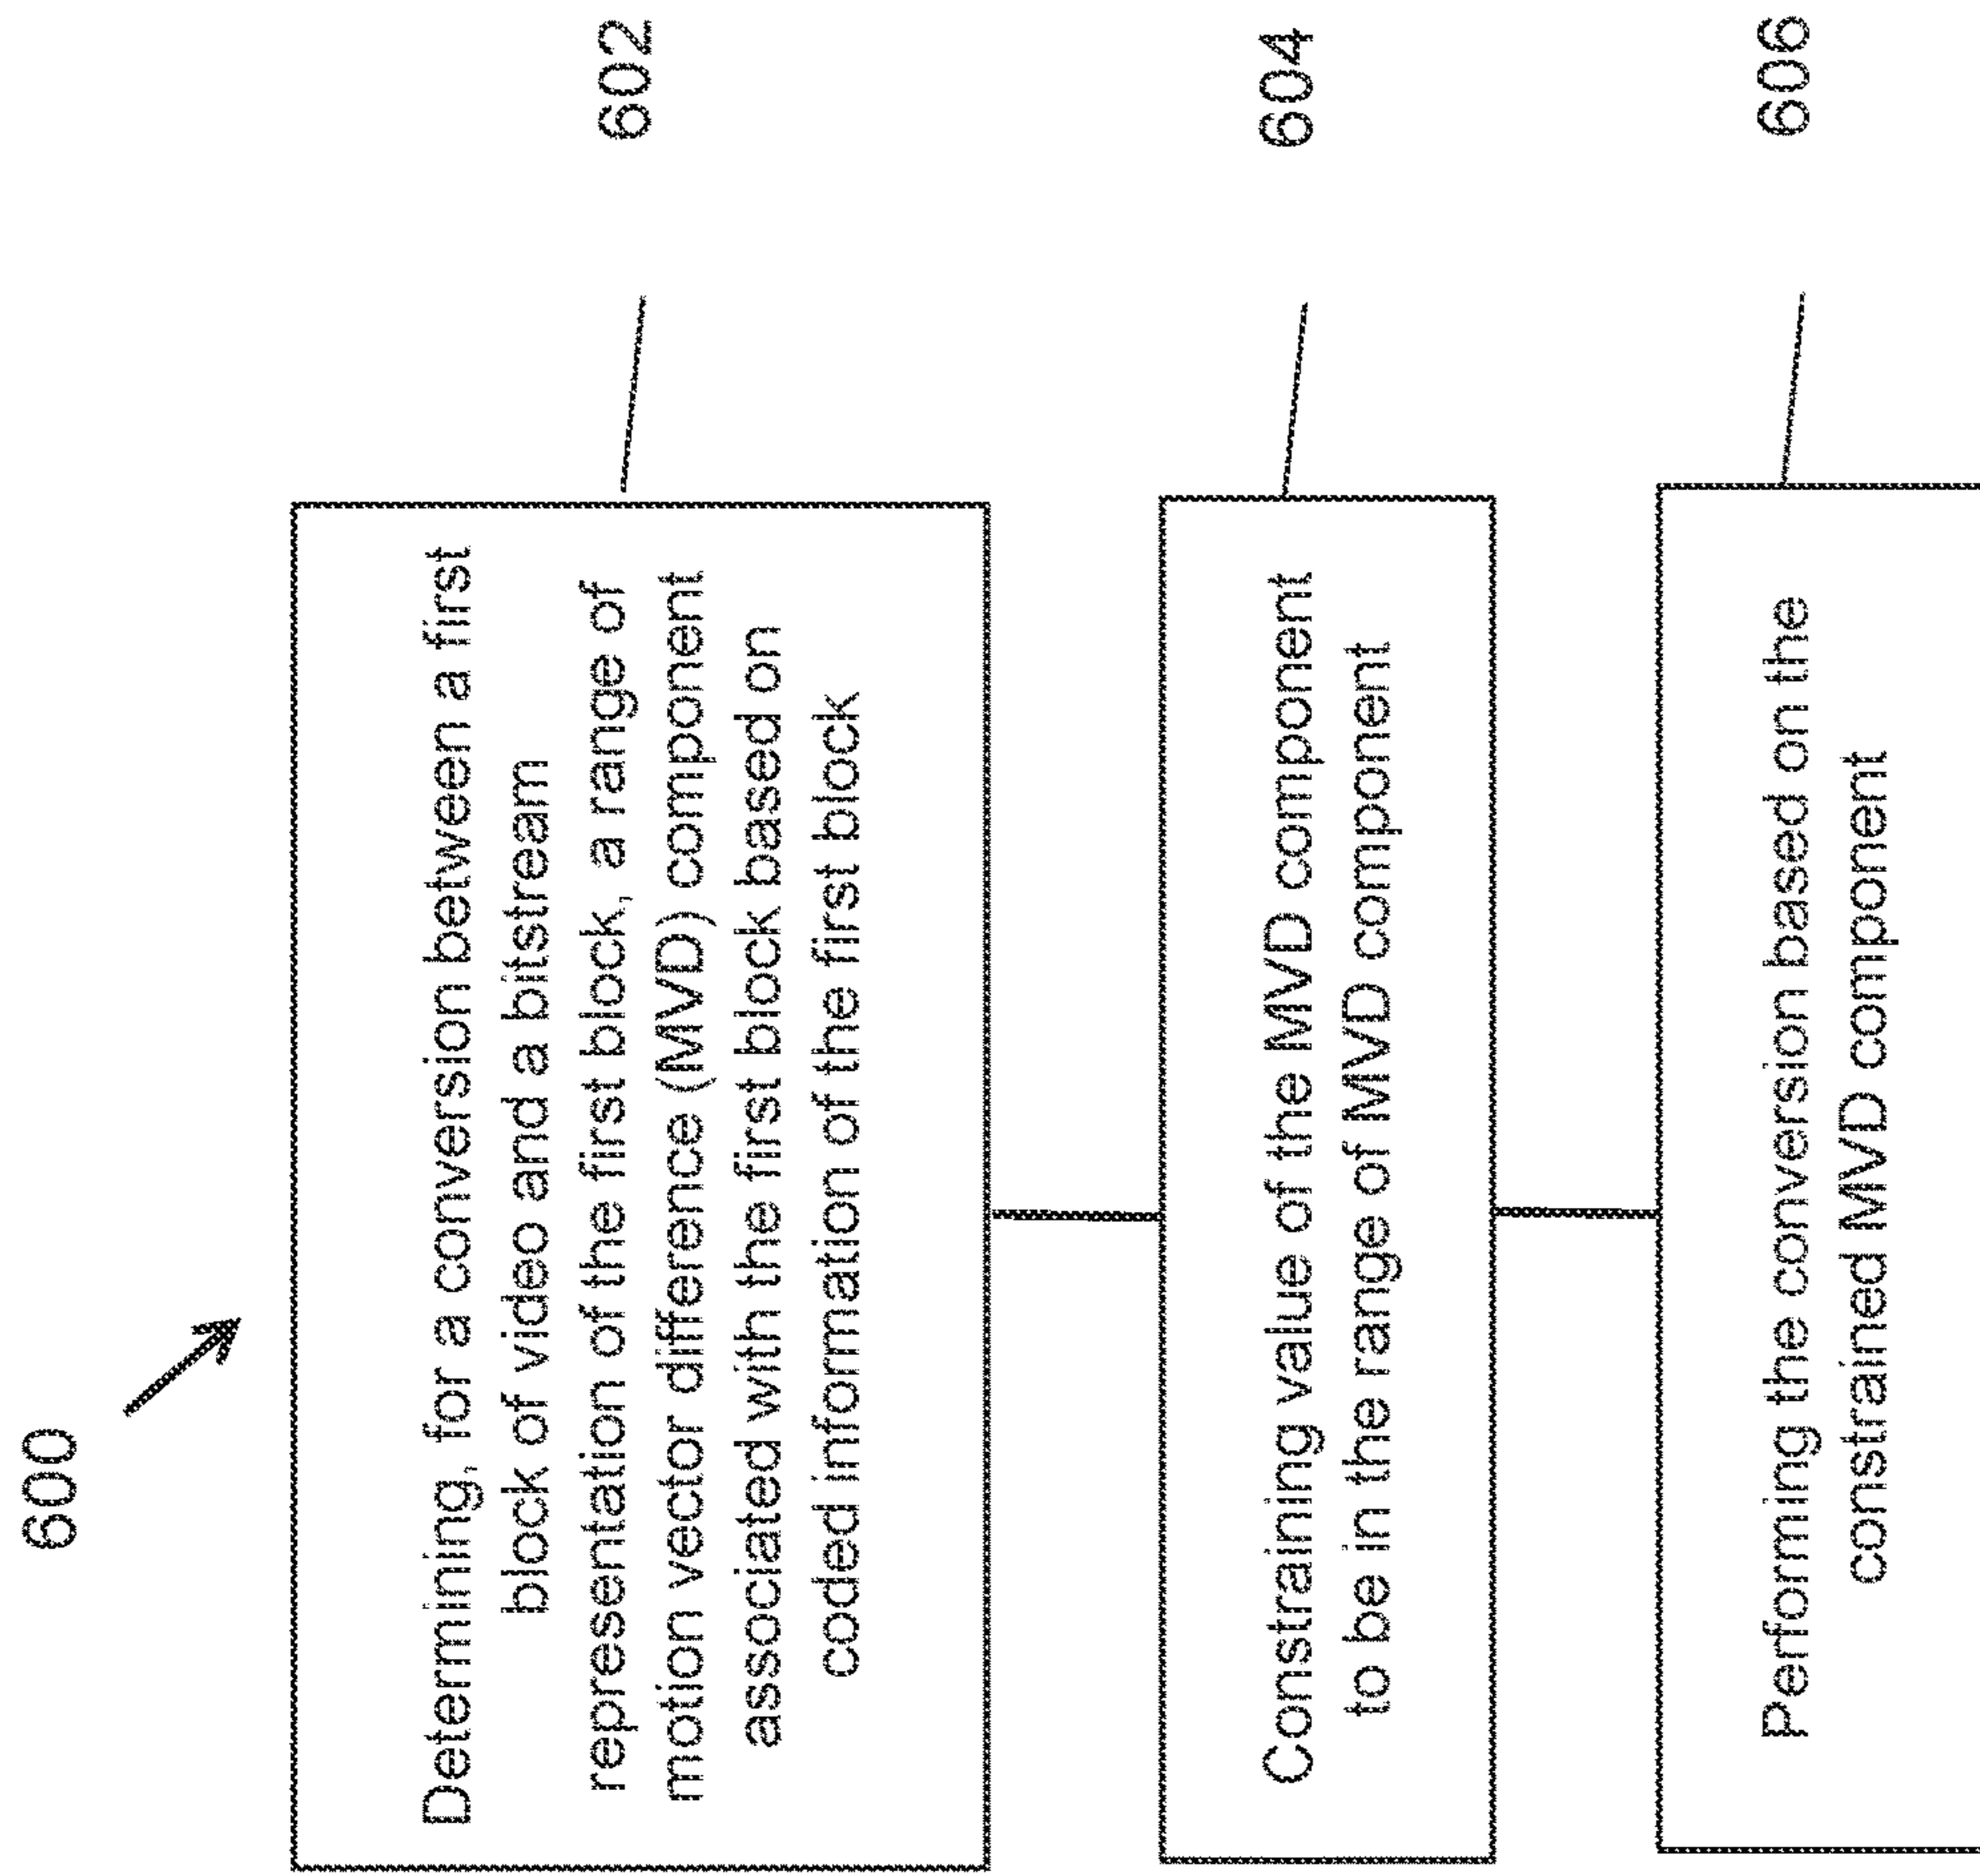 600
Determining, for a conversion between a first
block of video and a bitstream
representation of the first block, a range of
motion vector difference (MVD) component
associated with the first block based on
coded information of the first block
602
Constraining value of the MVD component
to be in the range of MVD component
604
Performing the conversion based on the
constrained MVD component
606